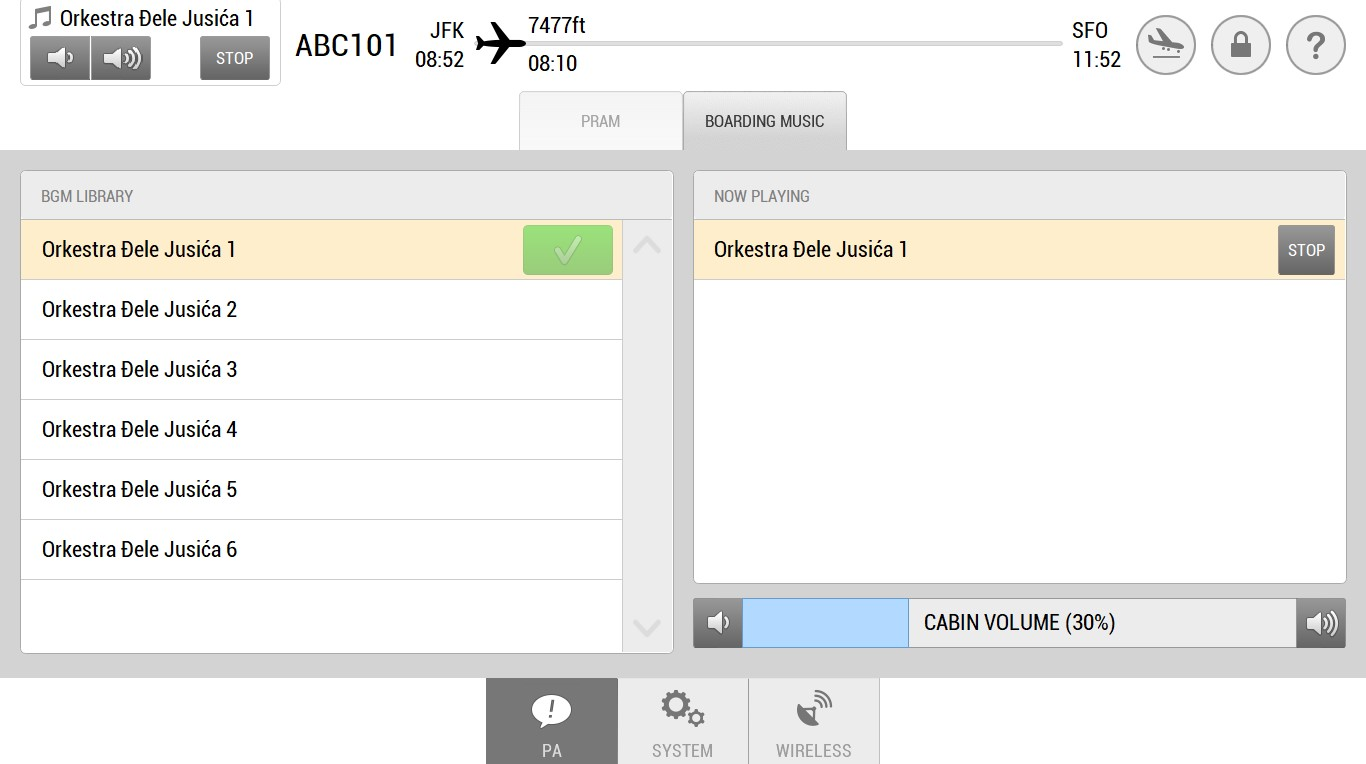 Orkestra Đele Jusića 1
STOP
ABC101
JFK
08:52
7477ft
08:10
SFO
11:52
?
PRAM
BOARDING MUSIC
BGM LIBRARY
Orkestra Đele Jusića 1
Orkestra Đele Jusića 2
Orkestra Đele Jusića 3
Orkestra Đele Jusića 4
Orkestra Đele Jusića 5
Orkestra Đele Jusića 6
NOW PLAYING
Orkestra Đele Jusića 1
STOP
CABIN VOLUME (30%)
!
PA
SYSTEM
WIRELESS